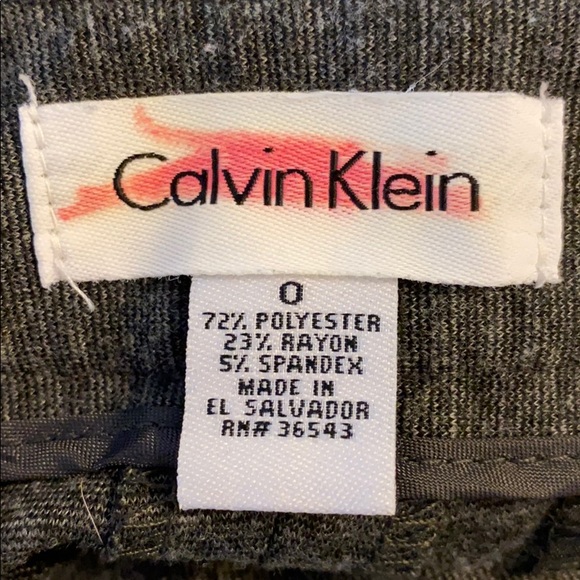 Calvin Klein
0
72% POLYESTER
23% RAYON
5% SPANDEX
MADE IN
EL SALVADOR
RN# 36543